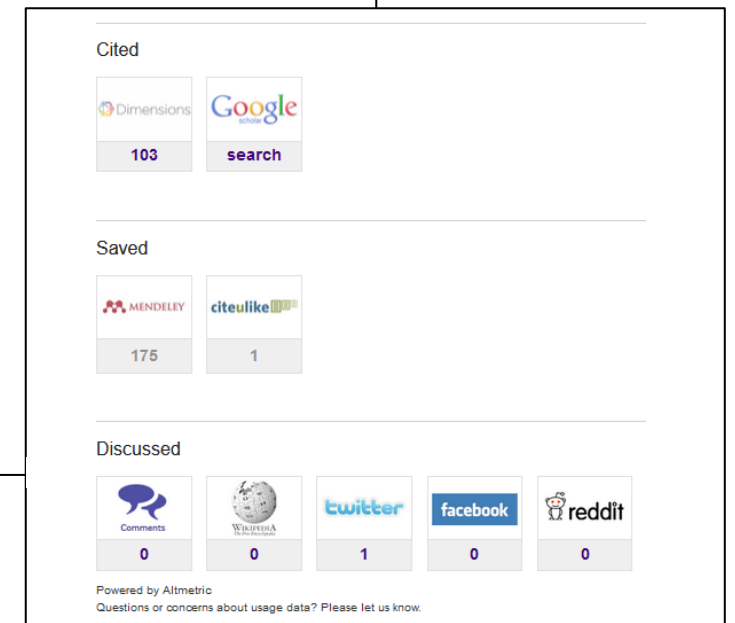 Cited
Dimensions
Google
scholar
103
search
Saved
MENDELEY
citeulike
175
1
Discussed
Comments
WIKIPEDIA
The Free Encyclopedia
twitter
facebook
reddit
0
0
1
0
0
Powered by Altmetric
Questions or concerns about usage data? Please let us know.